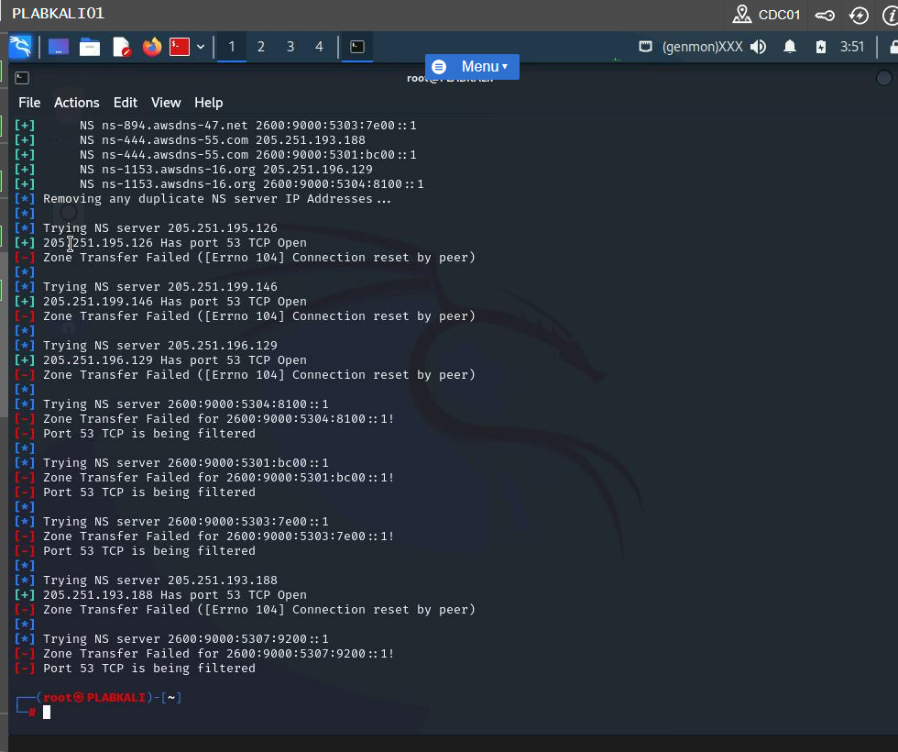 PLABKALI01
CDC01
1 2 3 4
(genmon)XXX
3:51
Menu
File Actions Edit View Help
[+] NS ns-894.awsdns-47.net 2600:9000:5303:7e00::1
[+] NS ns-444.awsdns-55.com 205.251.193.188
[+] NS ns-444.awsdns-55.com 2600:9000:5301:bc00::1
[+] NS ns-1153.awsdns-16.org 205.251.196.129
[+] NS ns-1153.awsdns-16.org 2600:9000:5304:8100::1
[*] Removing any duplicate NS server IP Addresses...
[*]
[*] Trying NS server 205.251.195.126
[+] 205.251.195.126 Has port 53 TCP Open
[-] Zone Transfer Failed ([Errno 104] Connection reset by peer)
[*]
[*] Trying NS server 205.251.199.146
[+] 205.251.199.146 Has port 53 TCP Open
[-] Zone Transfer Failed ([Errno 104] Connection reset by peer)
[*]
[*] Trying NS server 205.251.196.129
[+] 205.251.196.129 Has port 53 TCP Open
[-] Zone Transfer Failed ([Errno 104] Connection reset by peer)
[*]
[*] Trying NS server 2600:9000:5304:8100::1
[-] Zone Transfer Failed for 2600:9000:5304:8100::1!
[-] Port 53 TCP is being filtered
[*]
[*] Trying NS server 2600:9000:5301:bc00::1
[-] Zone Transfer Failed for 2600:9000:5301:bc00::1!
[-] Port 53 TCP is being filtered
[*]
[*] Trying NS server 2600:9000:5303:7e00::1
[-] Zone Transfer Failed for 2600:9000:5303:7e00::1!
[-] Port 53 TCP is being filtered
[*]
[*] Trying NS server 205.251.193.188
[+] 205.251.193.188 Has port 53 TCP Open
[-] Zone Transfer Failed ([Errno 104] Connection reset by peer)
[*]
[*] Trying NS server 2600:9000:5307:9200::1
[-] Zone Transfer Failed for 2600:9000:5307:9200::1!
[-] Port 53 TCP is being filtered
┌──(root㉿PLABKALI)-[~]
└─#